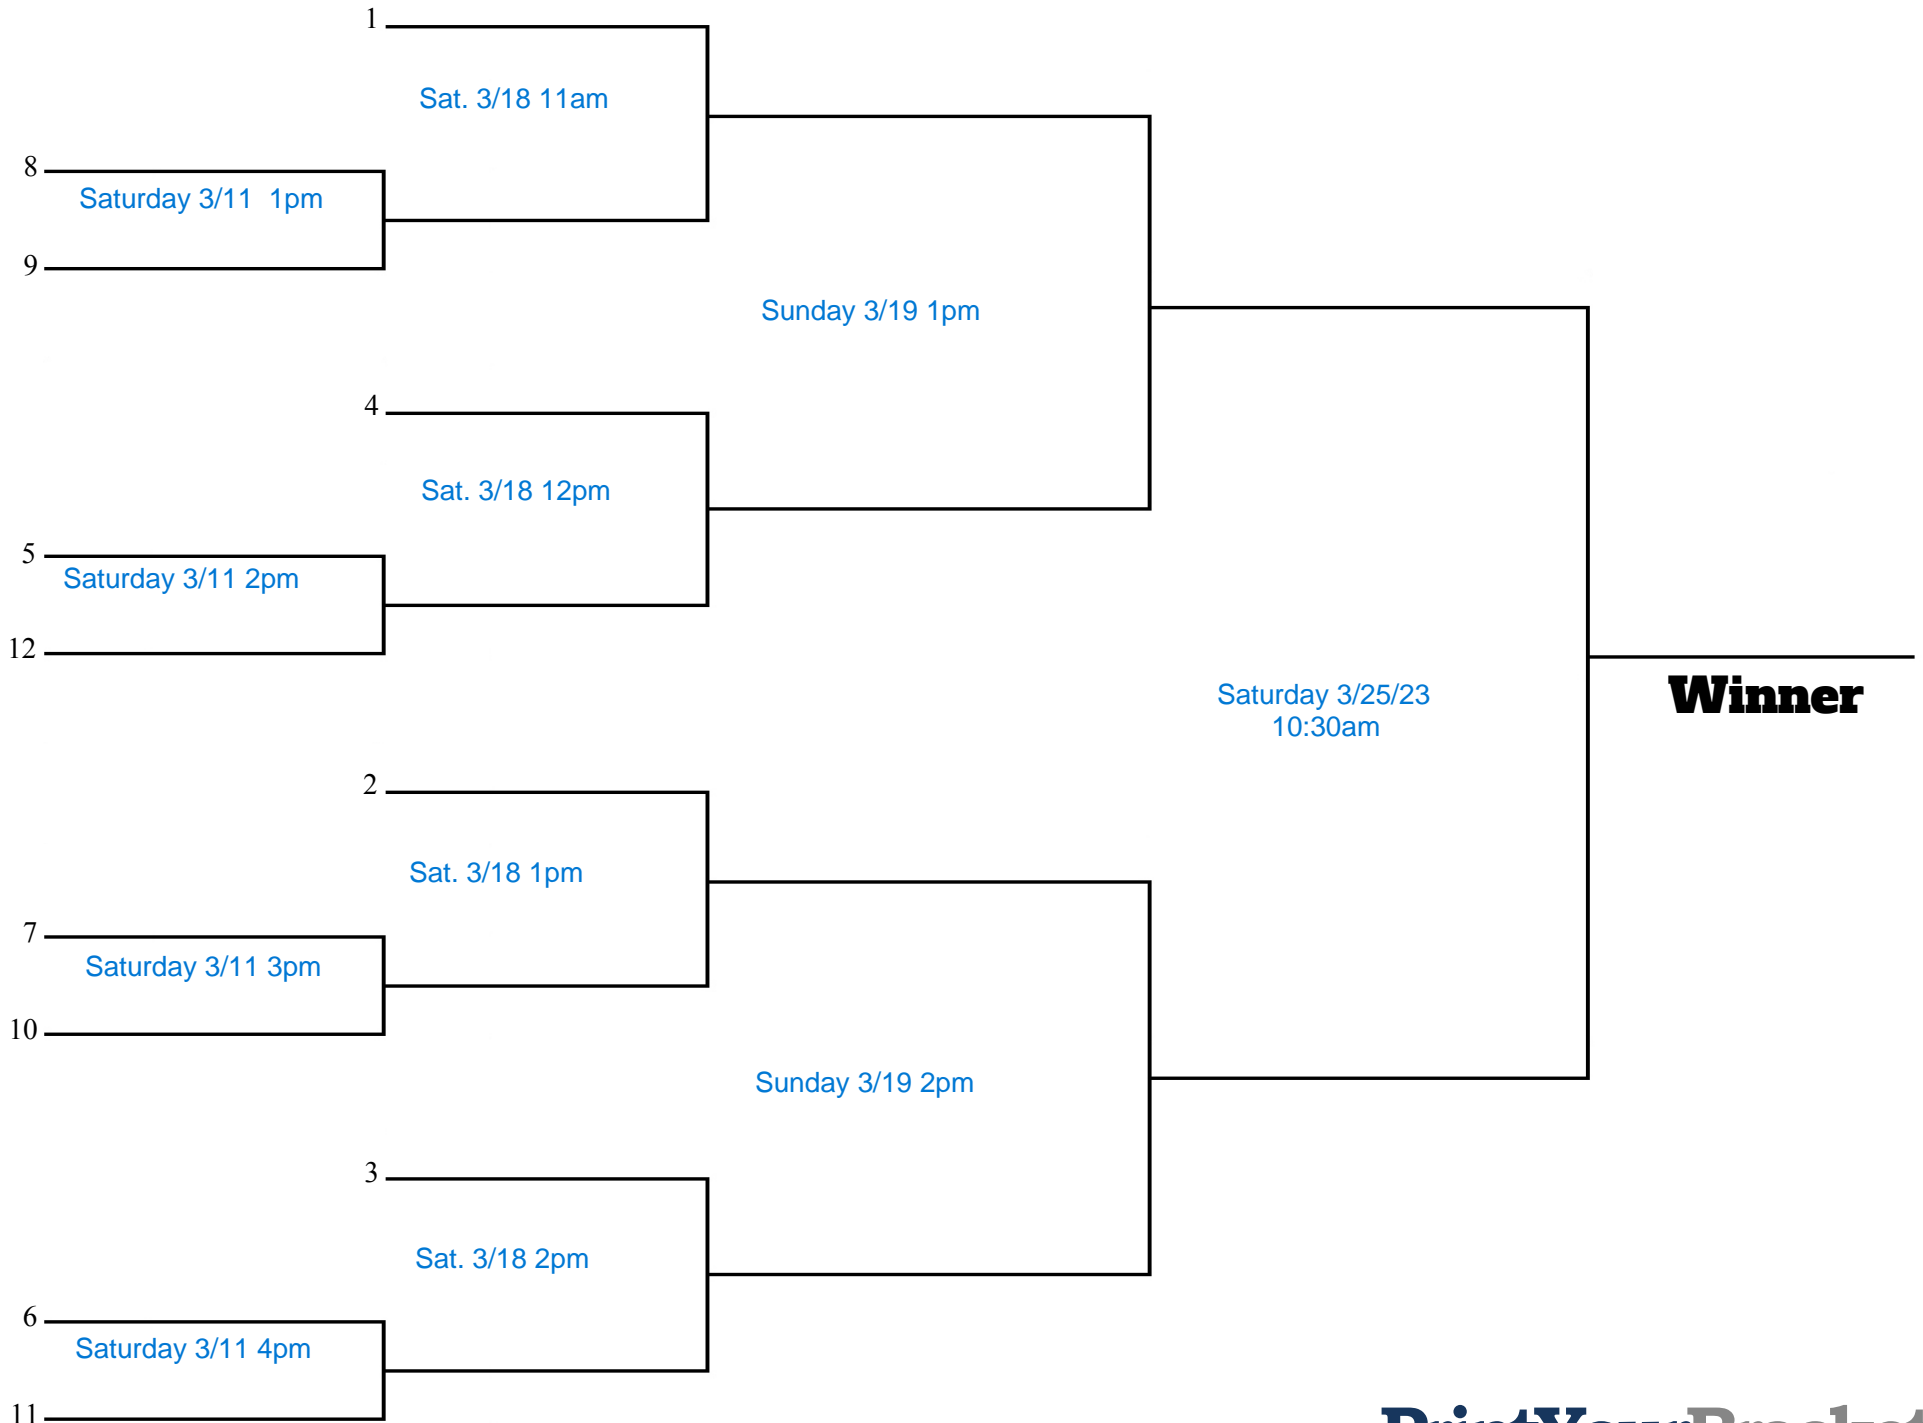 1
Sat. 3/18 11am
8
Saturday 3/11  1pm
9
Sunday 3/19 1pm
4
Sat. 3/18 12pm
5
Saturday 3/11 2pm
12
Saturday 3/25/23
10:30am
Winner
2
Sat. 3/18 1pm
7
Saturday 3/11 3pm
10
Sunday 3/19 2pm
3
Sat. 3/18 2pm
6
Saturday 3/11 4pm
11
PrintYourBracket